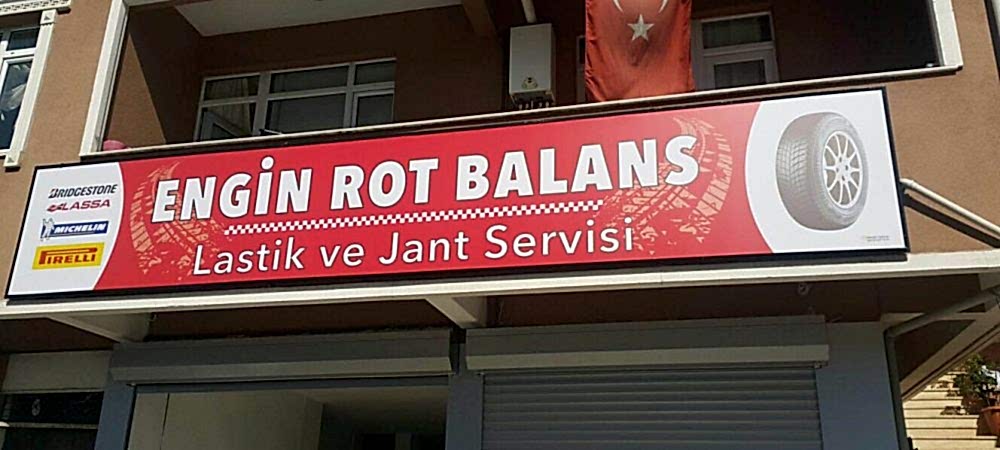 BRIDGESTONE
LASSA
MICHELIN
PIRELLI
ENGİN ROT BALANS
Lastik ve Jant Servisi